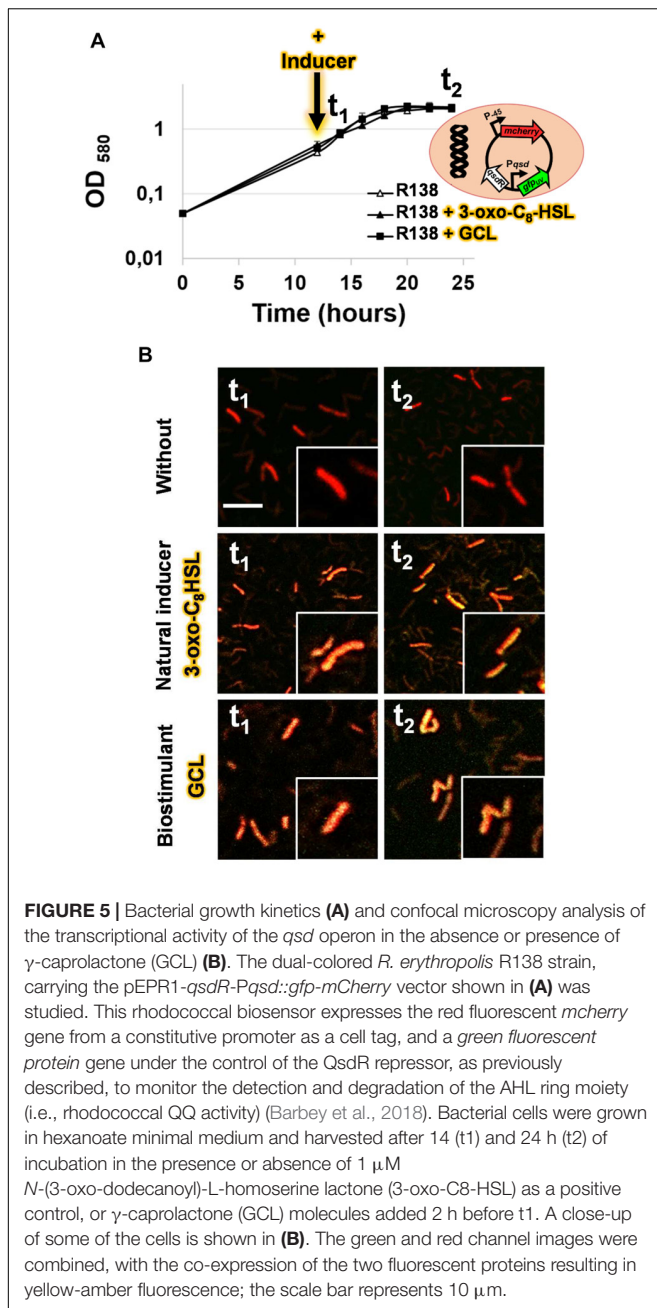 A
+
Inducer
t1
t2
1
0,1
0,01
OD 580
P-45
mcherry
Pqsd
qsdR
gfpUV
R138
R138 + 3-oxo-C8-HSL
R138 + GCL
0 5 10 15 20 25
Time (hours)
B
Without
t1
t2
Natural inducer
3-oxo-C8HSL
t1
t2
Biostimulant
GCL
t1
t2
FIGURE 5 | Bacterial growth kinetics (A) and confocal microscopy analysis of
the transcriptional activity of the qsd operon in the absence or presence of
γ-caprolactone (GCL) (B). The dual-colored R. erythropolis R138 strain,
carrying the pEPR1-qsdR-Pqsd::gfp-mCherry vector shown in (A) was
studied. This rhodococcal biosensor expresses the red fluorescent mcherry
gene from a constitutive promoter as a cell tag, and a green fluorescent
protein gene under the control of the QsdR repressor, as previously
described, to monitor the detection and degradation of the AHL ring moiety
(i.e., rhodococcal QQ activity) (Barbey et al., 2018). Bacterial cells were grown
in hexanoate minimal medium and harvested after 14 (t1) and 24 h (t2) of
incubation in the presence or absence of 1 μM
N-(3-oxo-dodecanoyl)-L-homoserine lactone (3-oxo-C8-HSL) as a positive
control, or γ-caprolactone (GCL) molecules added 2 h before t1. A close-up
of some of the cells is shown in (B). The green and red channel images were
combined, with the co-expression of the two fluorescent proteins resulting in
yellow-amber fluorescence; the scale bar represents 10 μm.